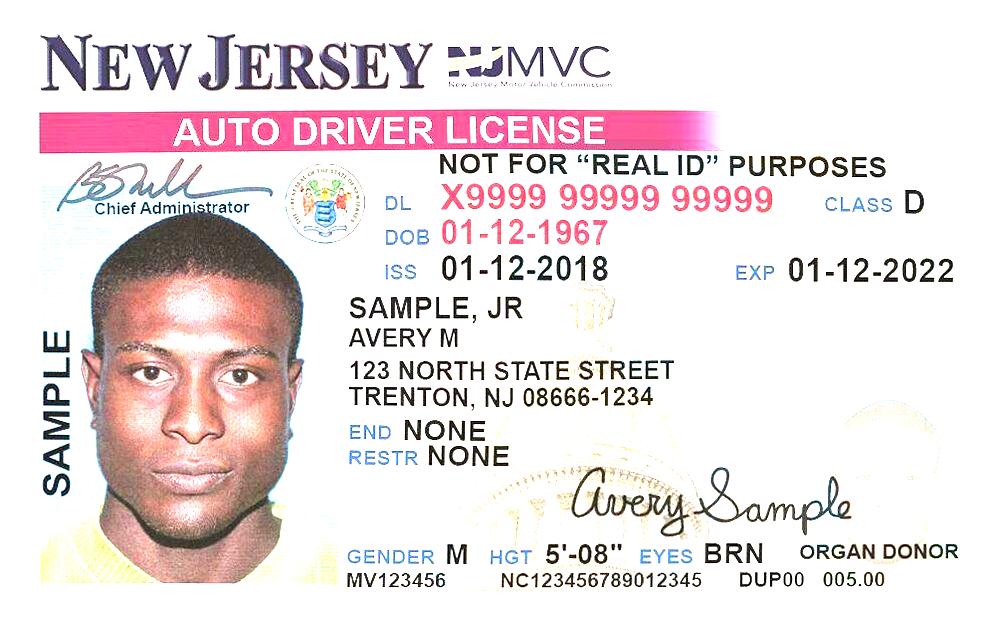 NEW JERSEY NJMVC
New Jersey Motor Vehicle Commission
AUTO DRIVER LICENSE
NOT FOR “REAL ID” PURPOSES
Chief Administrator
DL X9999 99999 99999 CLASS D
DOB 01-12-1967
ISS 01-12-2018 EXP 01-12-2022
SAMPLE, JR
AVERY M
123 NORTH STATE STREET
TRENTON, NJ 08666-1234
END NONE
RESTR NONE
SAMPLE
Avery Sample
GENDER M HGT 5'-08" EYES BRN ORGAN DONOR
MV123456 NC123456789012345 DUP00 005.00